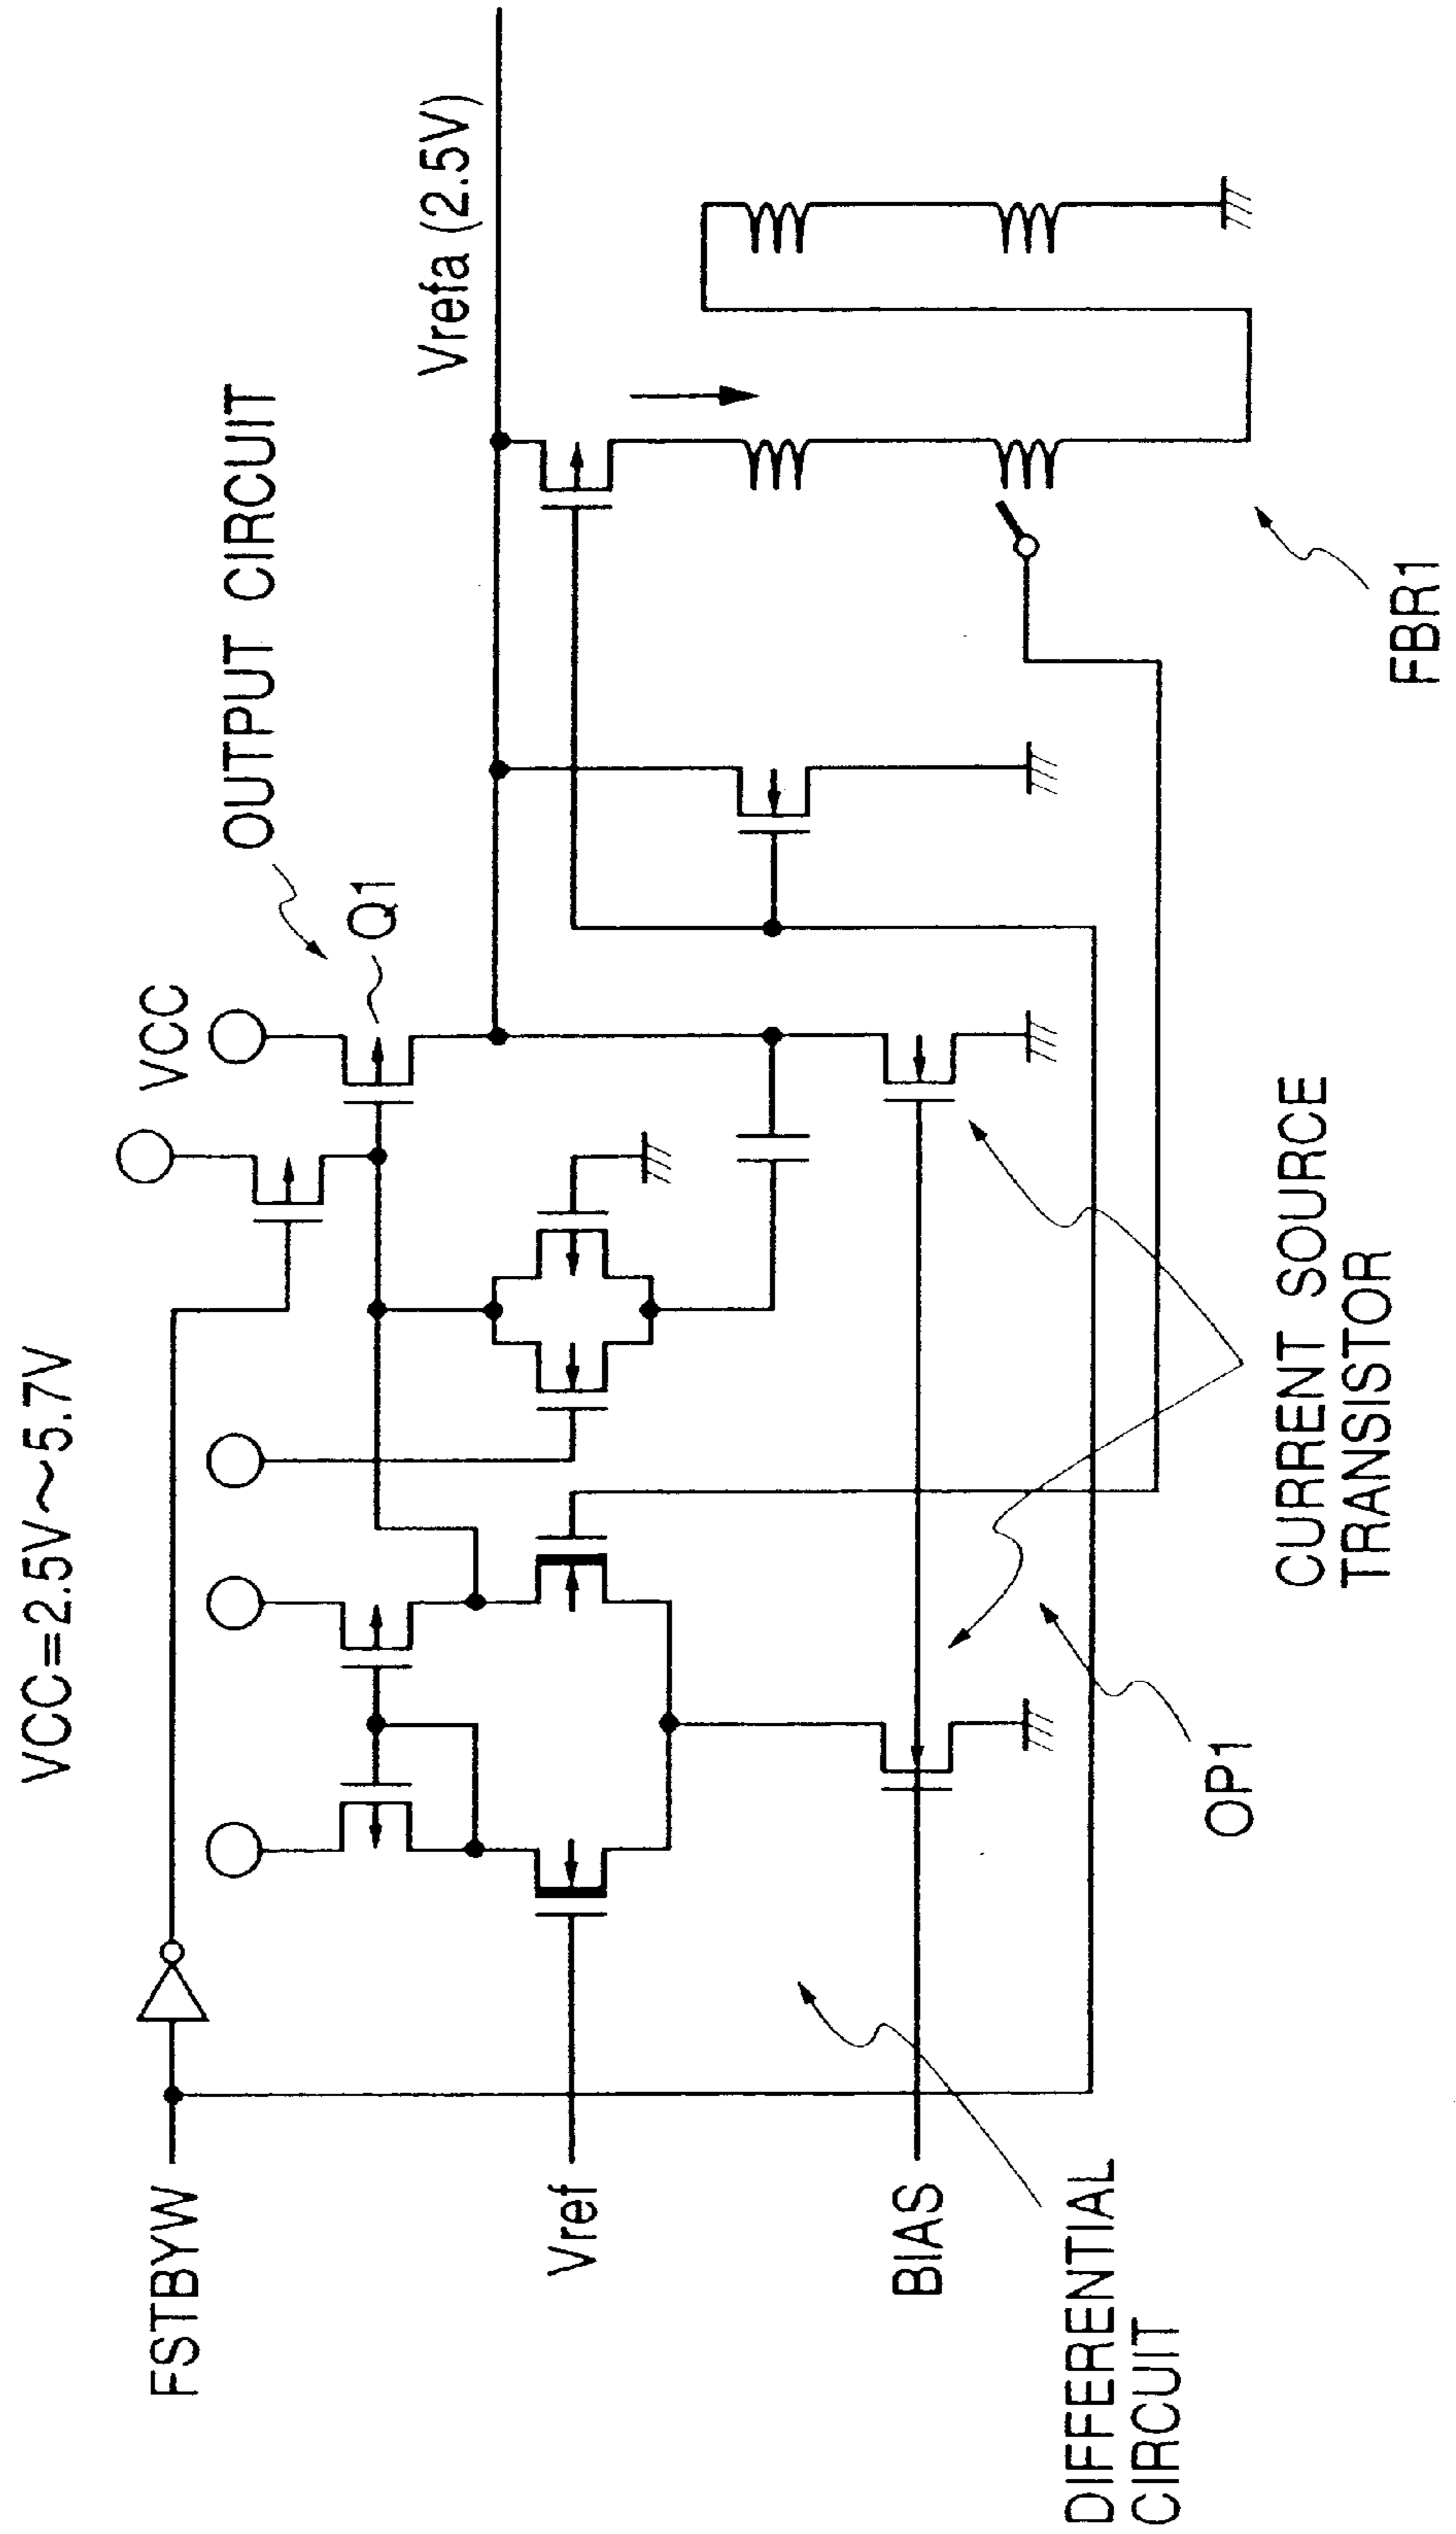 VCC=2.5V～5.7V
VCC
OUTPUT CIRCUIT
Q1
Vrefa (2.5V)
FSTBYW
Vref
BIAS
DIFFERENTIAL
CIRCUIT
OP1
CURRENT SOURCE
TRANSISTOR
FBR1